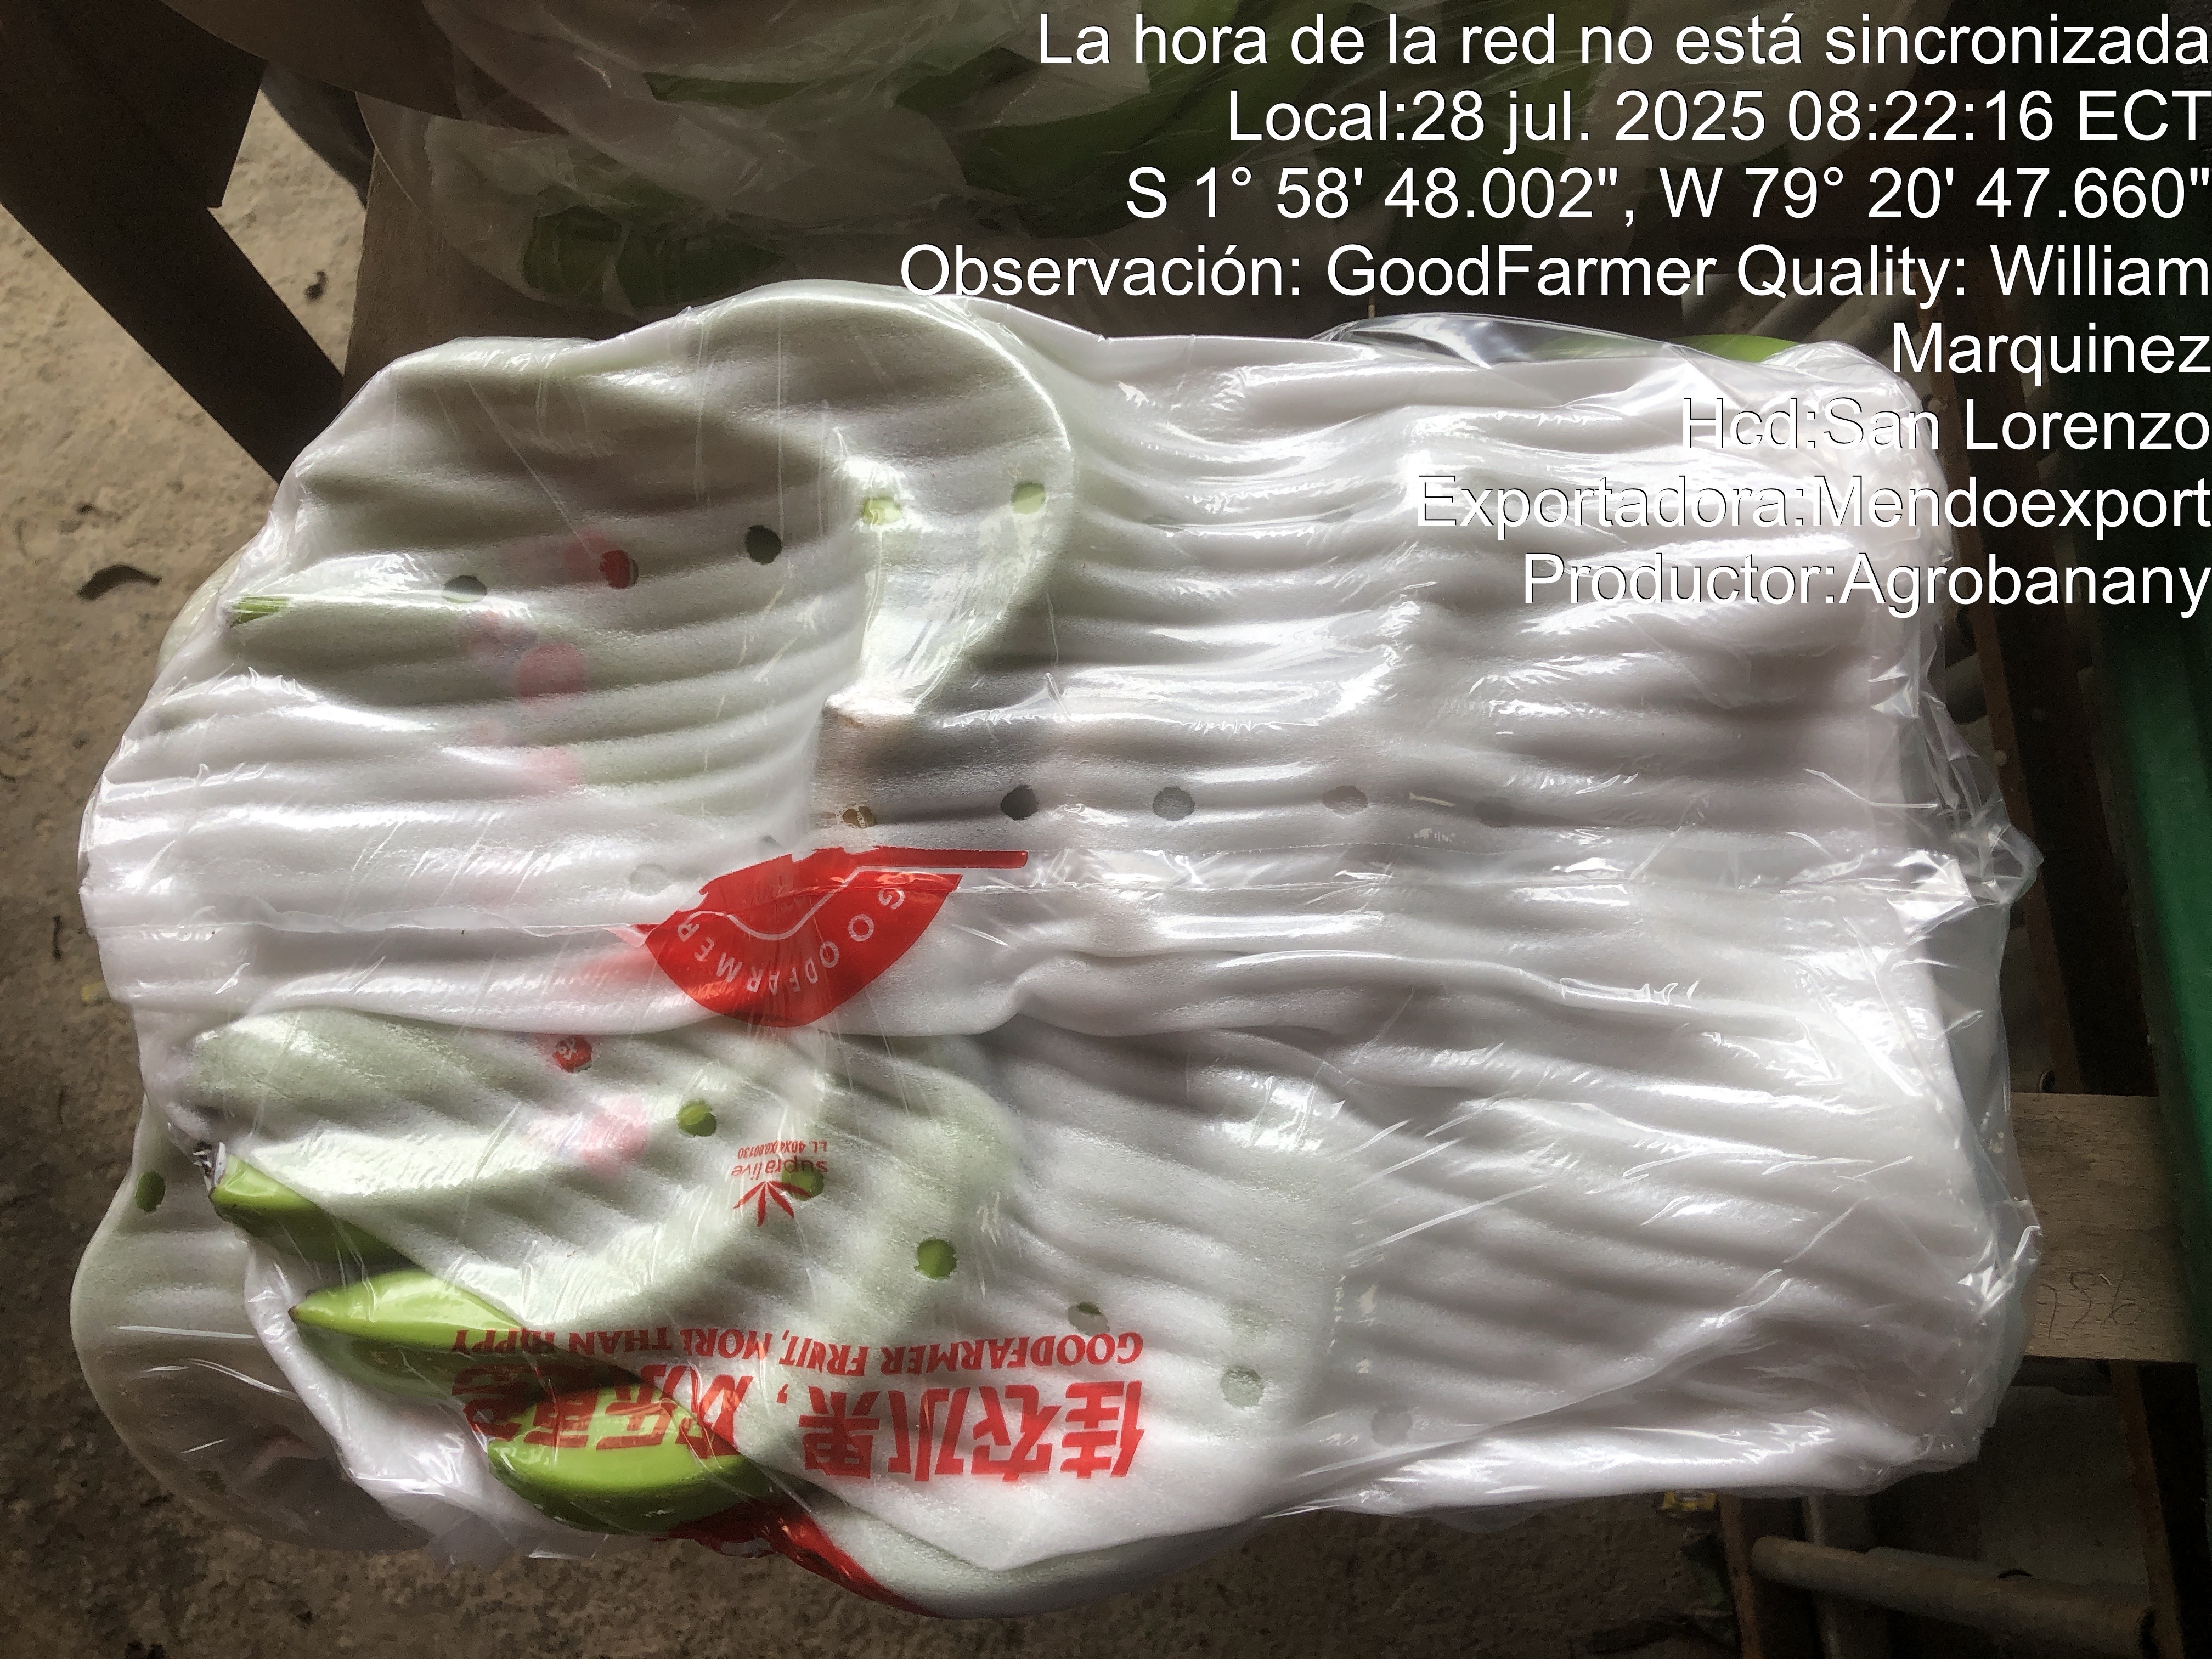 La hora de la red no está sincronizada
Local:28 jul. 2025 08:22:16 ECT
S 1° 58' 48.002", W 79° 20' 47.660"
Observación: GoodFarmer Quality: William
Marquinez
Hcd:San Lorenzo
Exportadora:Mendoexport
Productor:Agrobanany
GOODFARMER
supralive
GOODFARMER FRUIT, MORE THAN HAPPY
佳农水果,